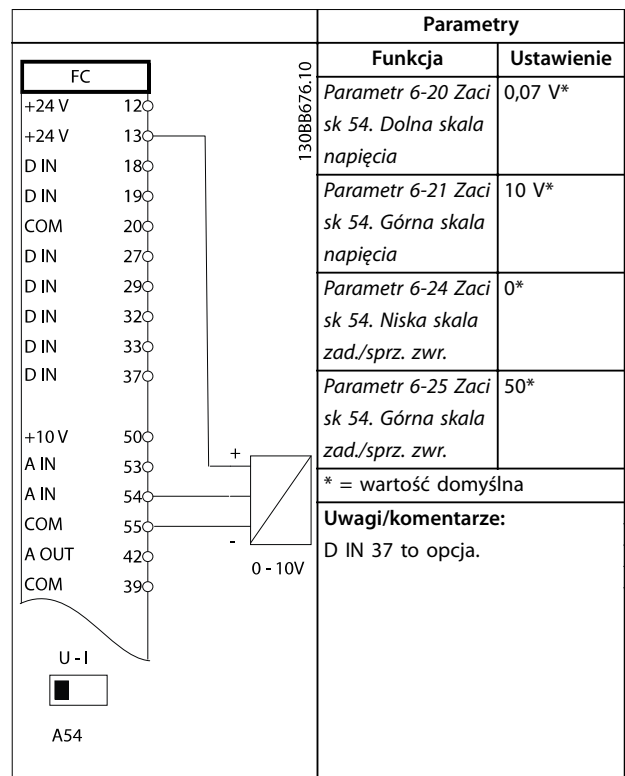 FC
+24 V 12
+24 V 13
D IN 18
D IN 19
COM 20
D IN 27
D IN 29
D IN 32
D IN 33
D IN 37
+10 V 50
A IN 53
A IN 54
COM 55
A OUT 42
COM 39
130BB676.10
+
-
0 - 10V
U - I
A54
Parametry
Funkcja Ustawienie
Parametr 6-20 Zaci 0,07 V*
sk 54. Dolna skala
napięcia
Parametr 6-21 Zaci 10 V*
sk 54. Górna skala
napięcia
Parametr 6-24 Zaci 0*
sk 54. Niska skala
zad./sprz. zwr.
Parametr 6-25 Zaci 50*
sk 54. Górna skala
zad./sprz. zwr.
* = wartość domyślna
Uwagi/komentarze:
D IN 37 to opcja.